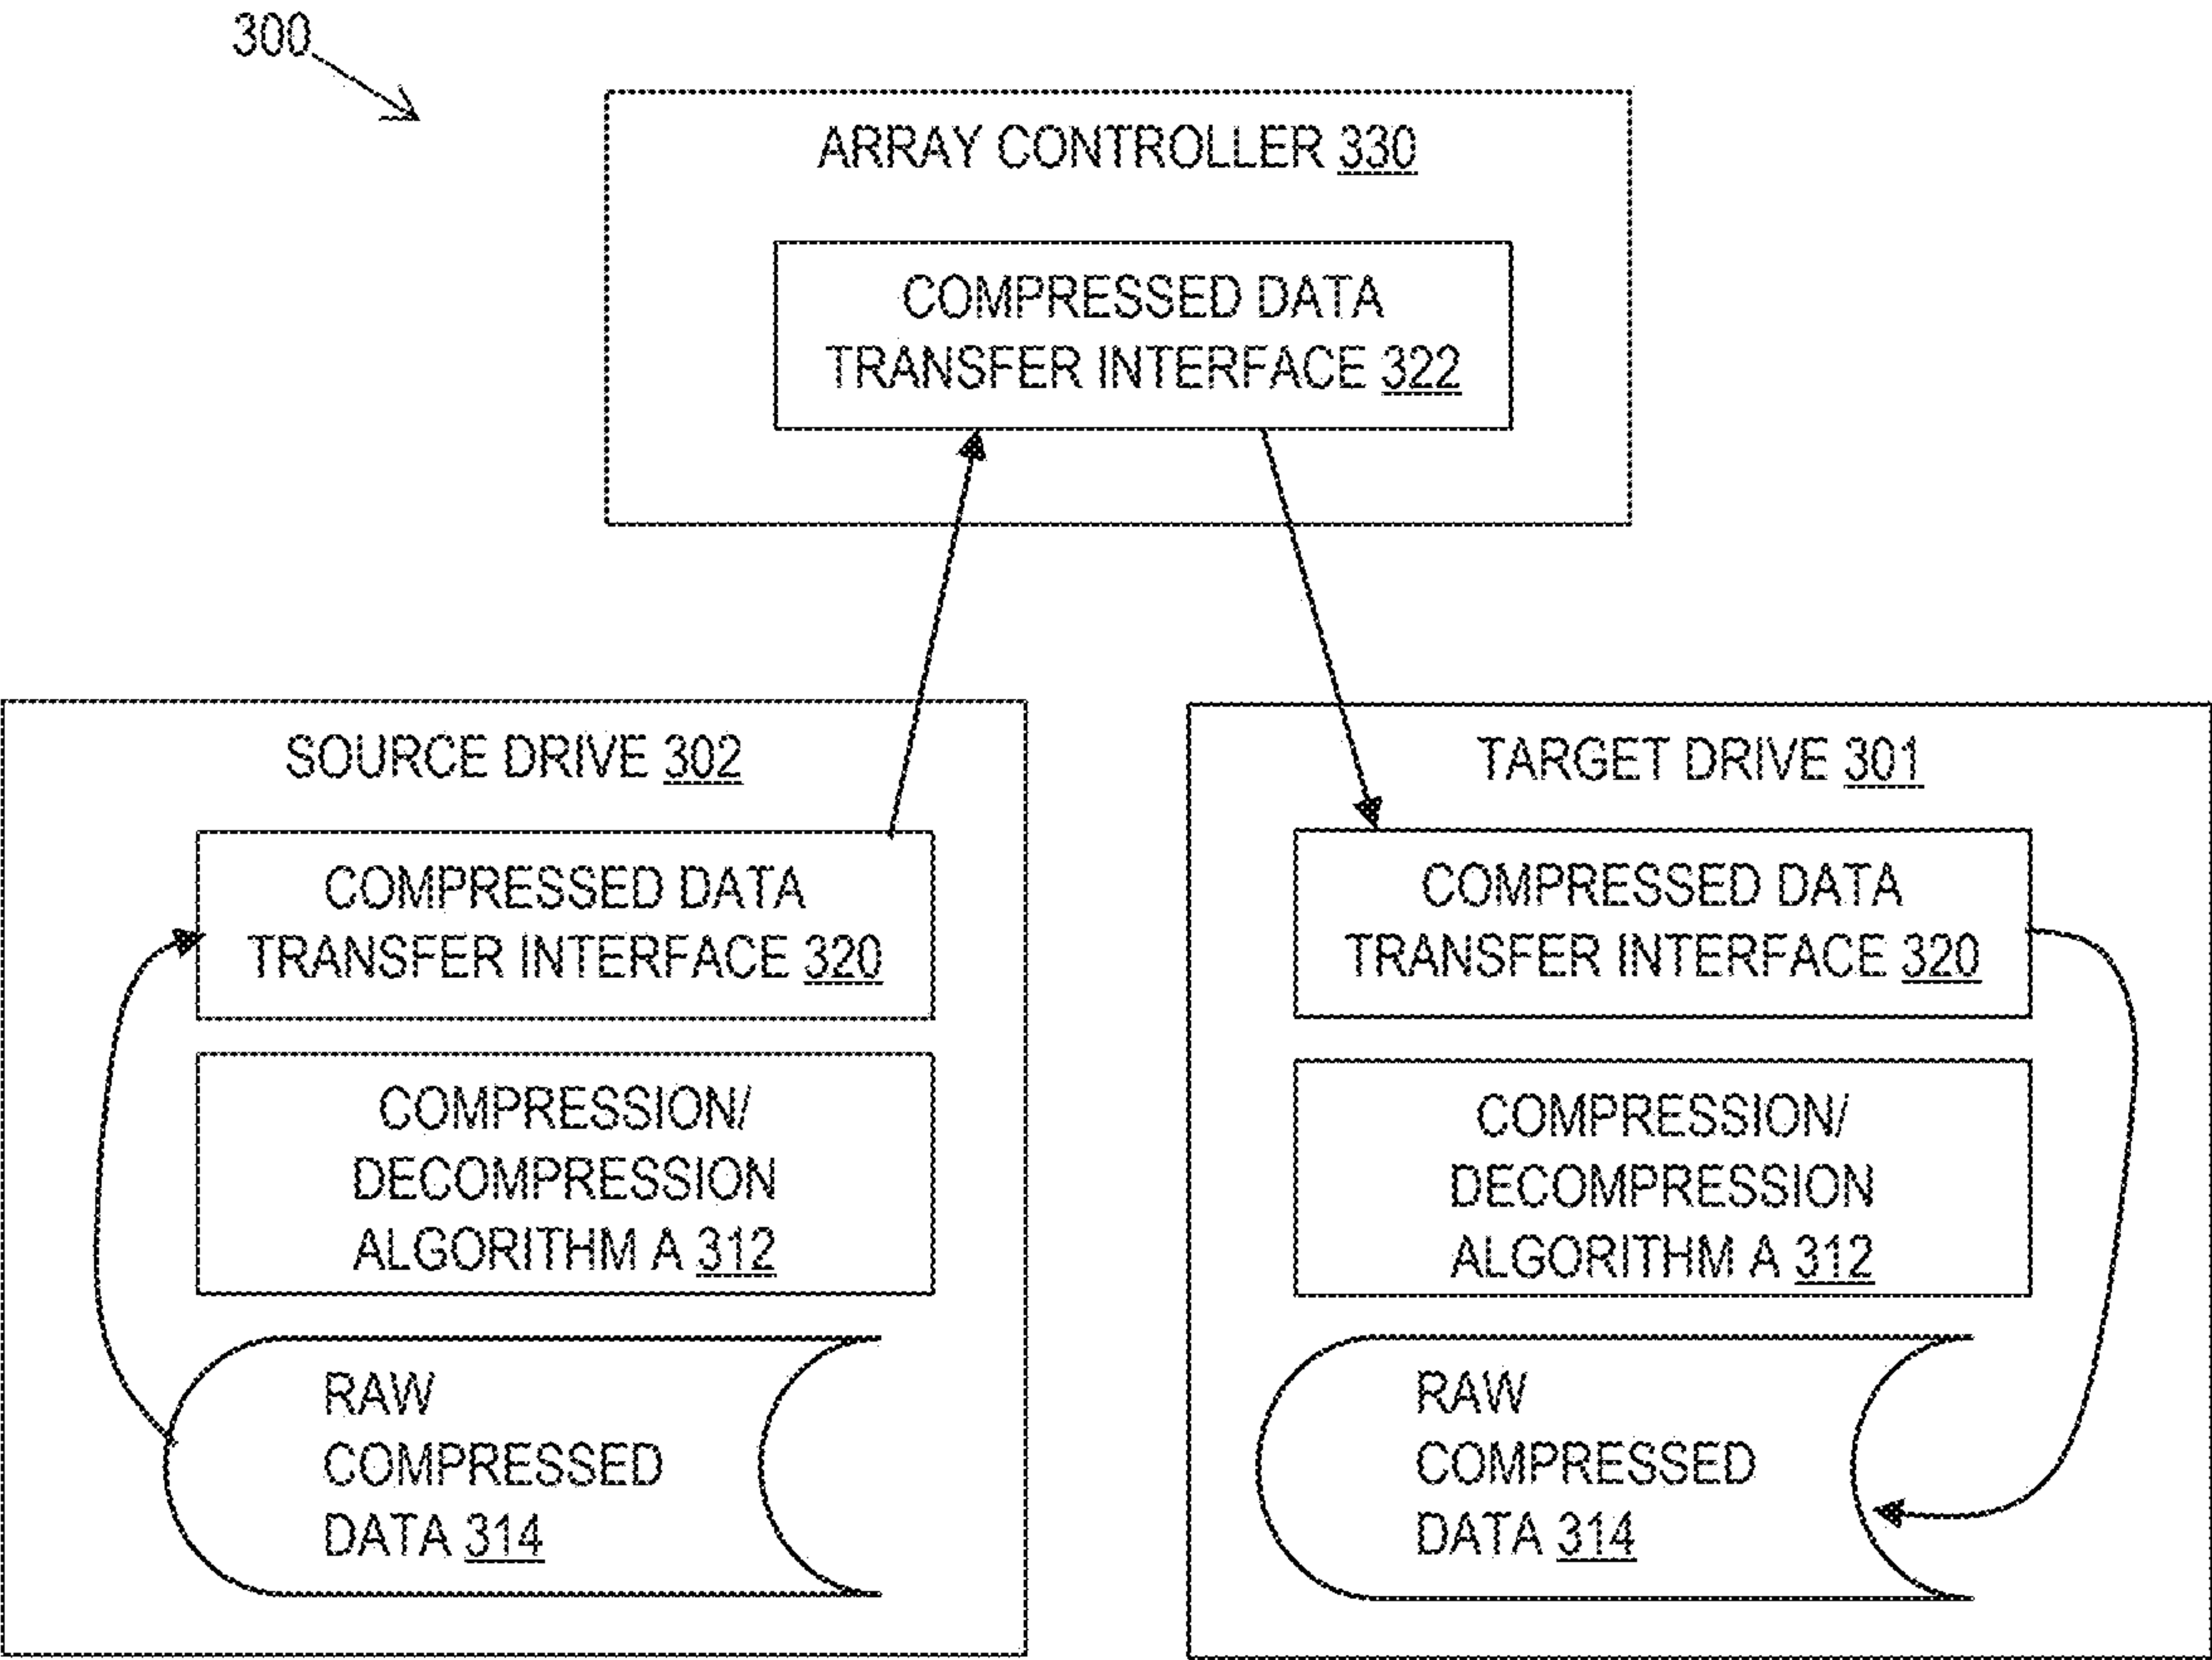 300
ARRAY CONTROLLER 330
COMPRESSED DATA
TRANSFER INTERFACE 322
SOURCE DRIVE 302
COMPRESSED DATA
TRANSFER INTERFACE 320
COMPRESSION/
DECOMPRESSION
ALGORITHM A 312
RAW
COMPRESSED
DATA 314
TARGET DRIVE 301
COMPRESSED DATA
TRANSFER INTERFACE 320
COMPRESSION/
DECOMPRESSION
ALGORITHM A 312
RAW
COMPRESSED
DATA 314